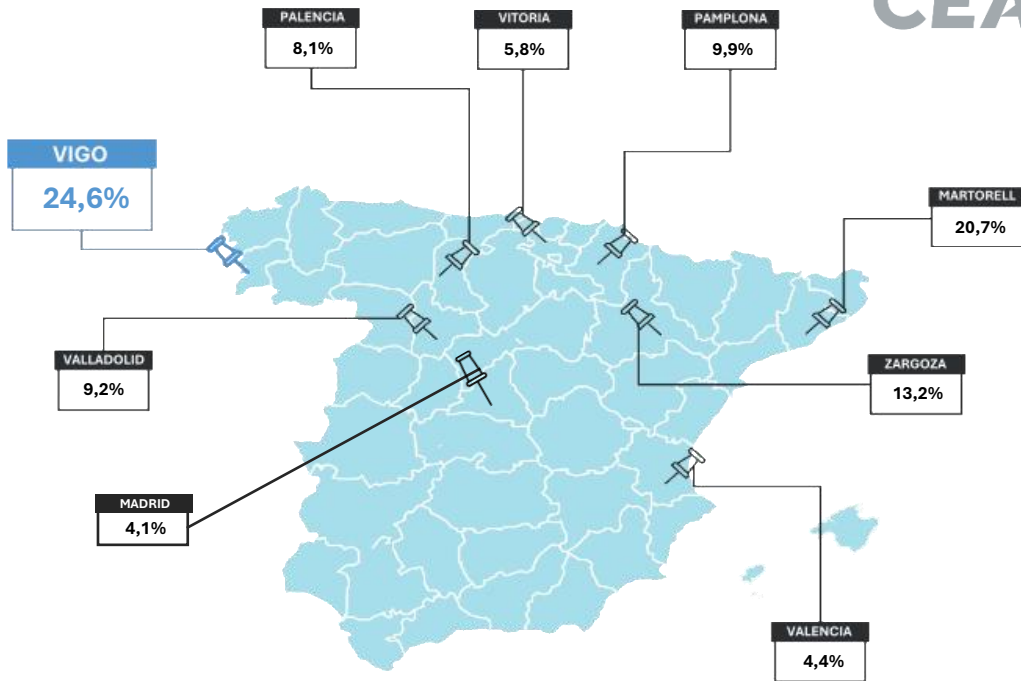 CEA
PALENCIA
8,1%
VITORIA
5,8%
PAMPLONA
9,9%
VIGO
24,6%
MARTORELL
20,7%
VALLADOLID
9,2%
ZARGOZA
13,2%
MADRID
4,1%
VALENCIA
4,4%